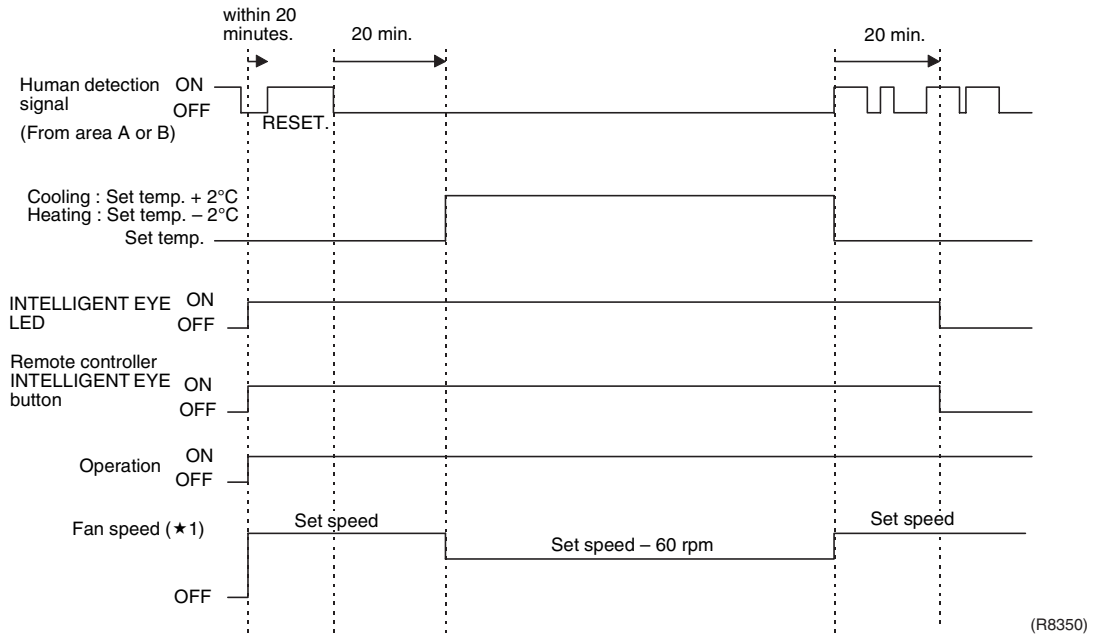 within 20
minutes.
20 min.
20 min.
Human detection
signal
(From area A or B)
ON
OFF
RESET.
Cooling : Set temp. + 2°C
Heating : Set temp. – 2°C
Set temp.
INTELLIGENT EYE
LED
ON
OFF
Remote controller
INTELLIGENT EYE
button
ON
OFF
Operation
ON
OFF
Fan speed (★1)
Set speed
Set speed – 60 rpm
Set speed
OFF
(R8350)